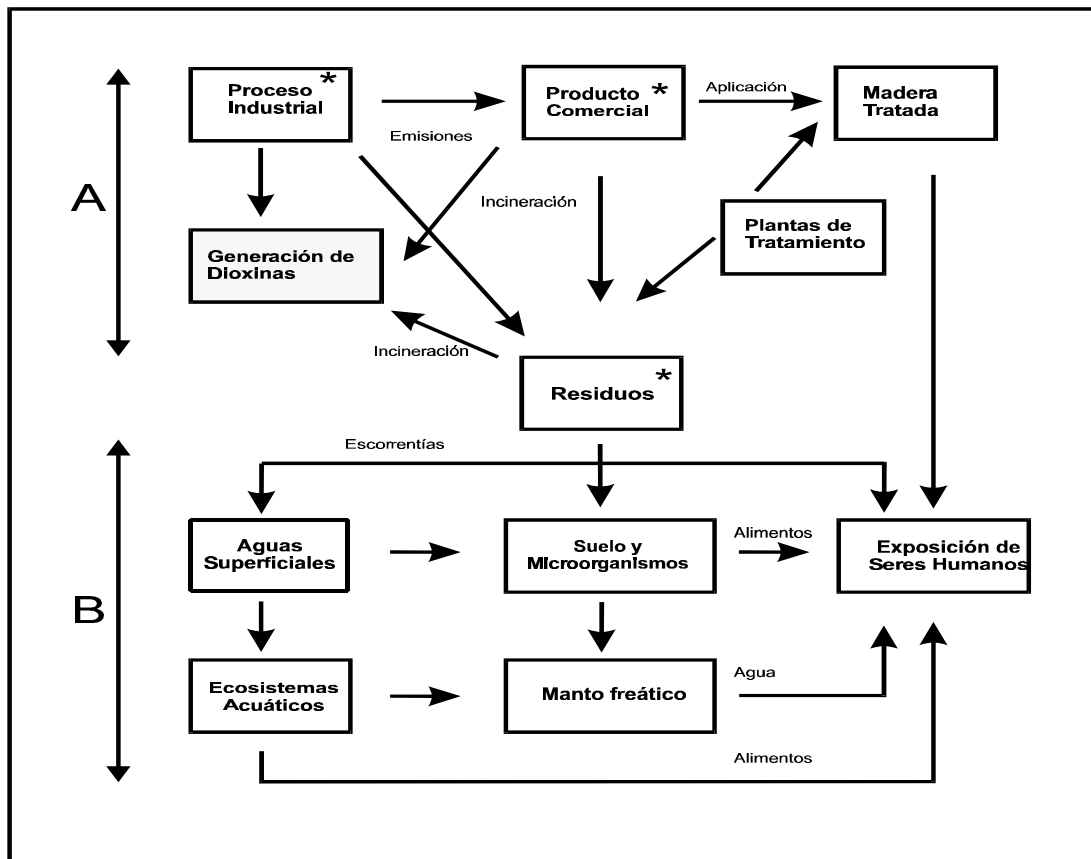 Proceso *
Industrial
Producto *
Comercial
Aplicación
Madera
Tratada
Emisiones
A
Incineración
Plantas de
Tratamiento
Generación de
Dioxinas
Incineración
Residuos *
Escorrentías
Aguas
Superficiales
Suelo y
Microorganismos
Alimentos
Exposición de
Seres Humanos
B
Ecosistemas
Acuáticos
Manto freático
Agua
Alimentos